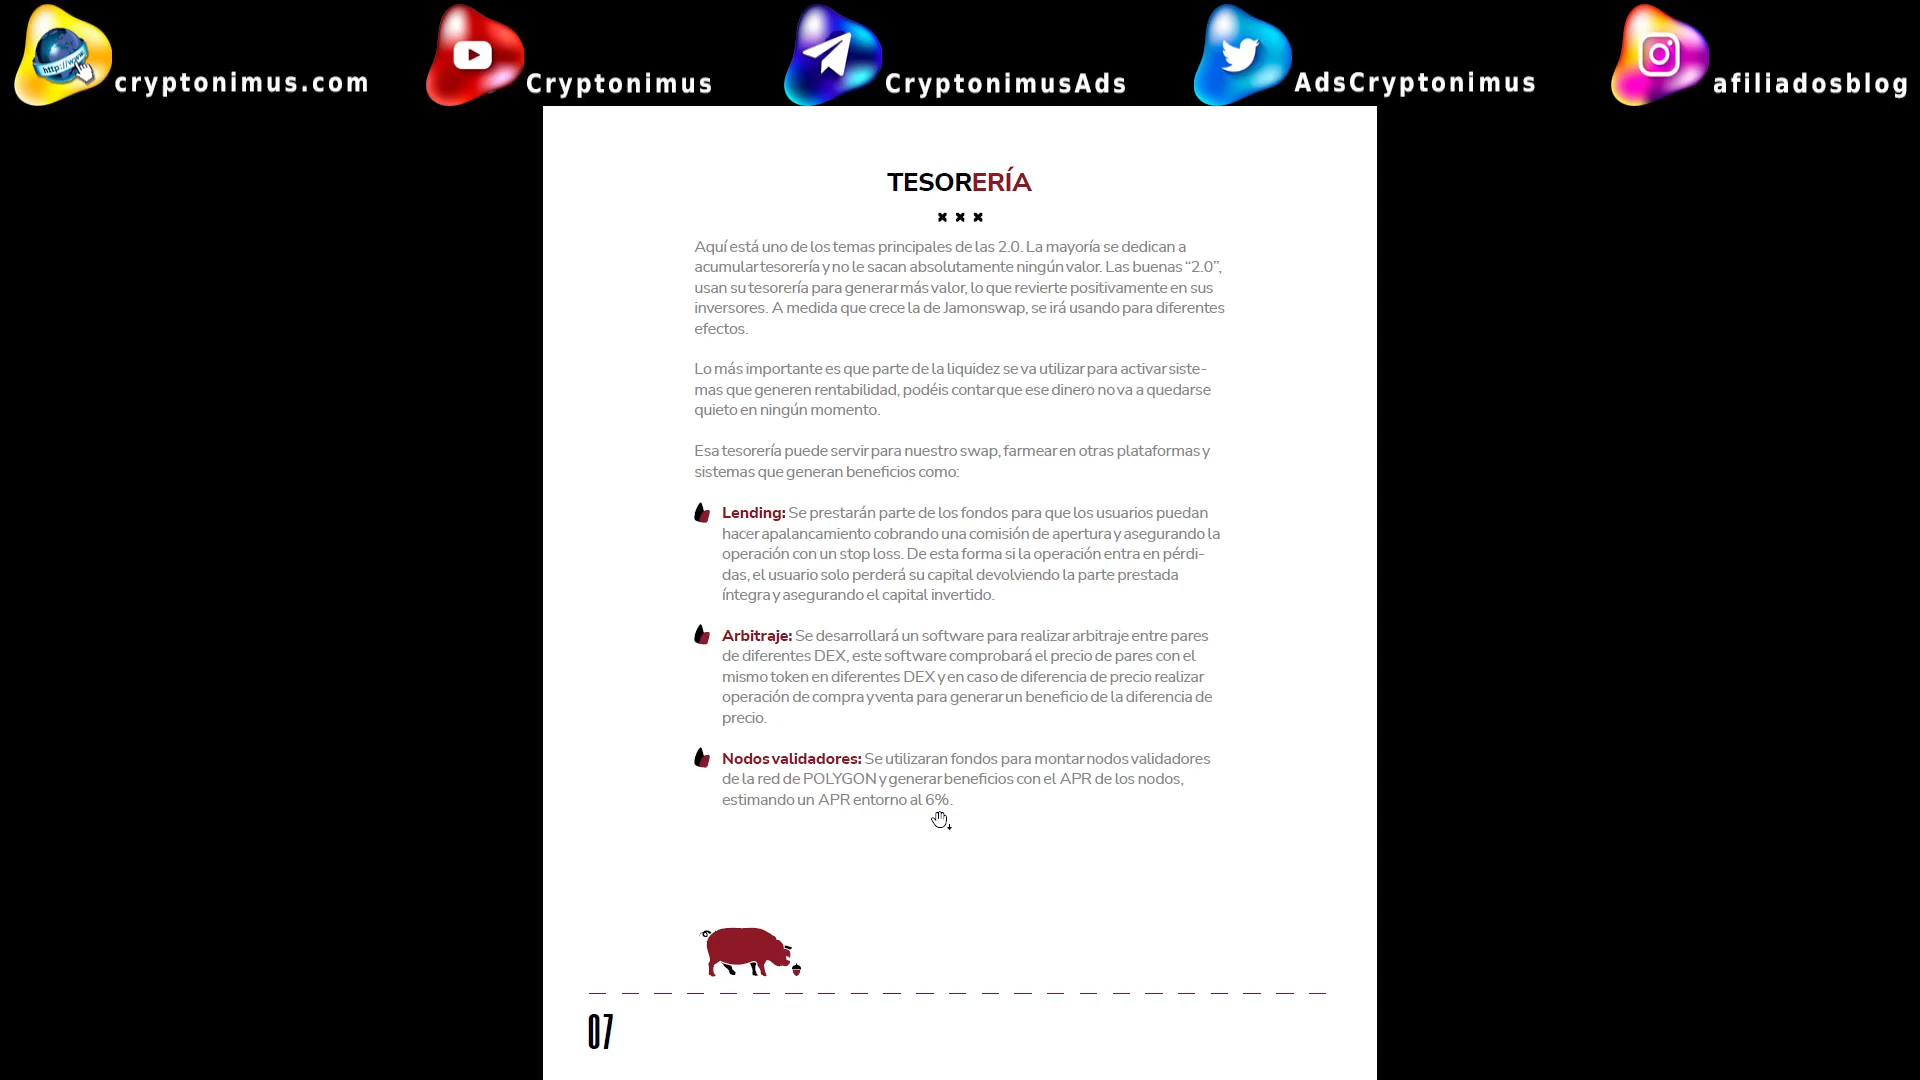 http://www
cryptonimus.com
Cryptonimus
CryptonimusAds
AdsCryptonimus
afiliadosblog
TESORERÍA
Aquí está uno de los temas principales de las 2.0. La mayoría se dedican a
acumular tesorería y no le sacan absolutamente ningún valor. Las buenas “2.0”,
usan su tesorería para generar más valor, lo que revierte positivamente en sus
inversores. A medida que crece la de Jamonswap, se irá usando para diferentes
efectos.
Lo más importante es que parte de la liquidez se va utilizar para activar siste-
mas que generen rentabilidad, podéis contar que ese dinero no va a quedarse
quieto en ningún momento.
Esa tesorería puede servir para nuestro swap, farmear en otras plataformas y
sistemas que generan beneficios como:
Lending: Se prestarán parte de los fondos para que los usuarios puedan
hacer apalancamiento cobrando una comisión de apertura y asegurando la
operación con un stop loss. De esta forma si la operación entra en pérdi-
das, el usuario solo perderá su capital devolviendo la parte prestada
íntegra y asegurando el capital invertido.
Arbitraje: Se desarrollará un software para realizar arbitraje entre pares
de diferentes DEX, este software comprobará el precio de pares con el
mismo token en diferentes DEX y en caso de diferencia de precio realizar
operación de compra y venta para generar un beneficio de la diferencia de
precio.
Nodos validadores: Se utilizaran fondos para montar nodos validadores
de la red de POLYGON y generar beneficios con el APR de los nodos,
estimando un APR entorno al 6%.
07